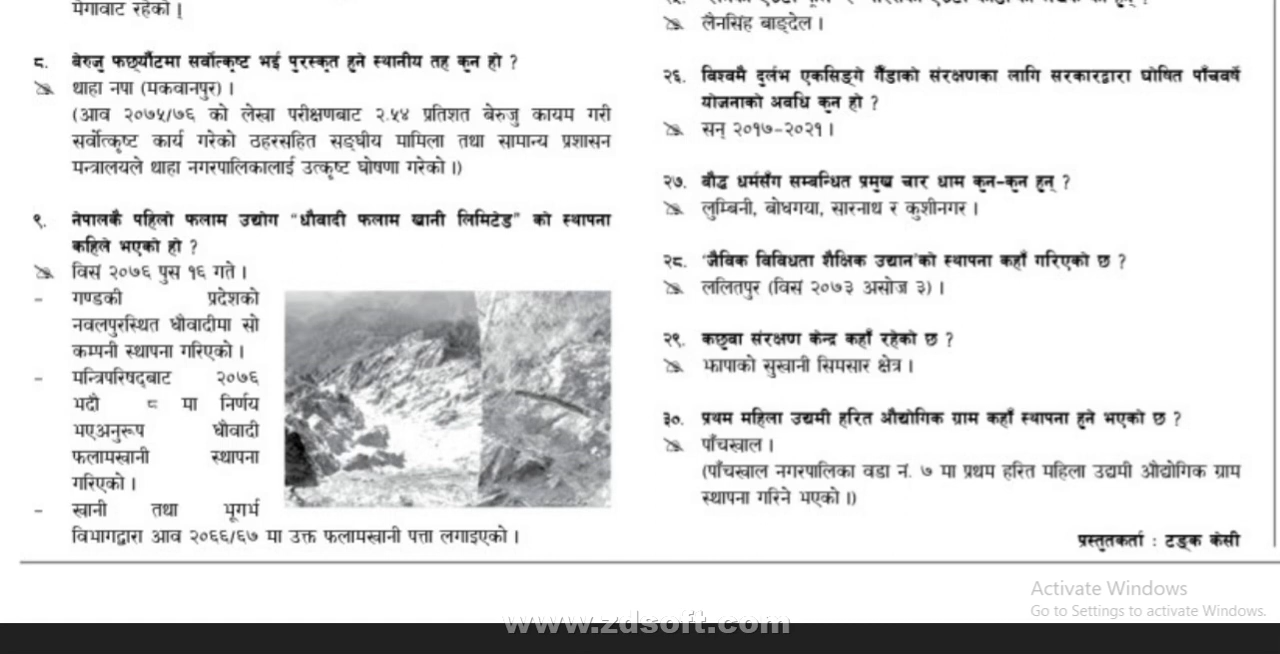 मेगावाट रहेको ।
८. बेरुजु फर्छ्यौटमा सर्वोत्कृष्ट भई पुरस्कृत हुने स्थानीय तह कुन हो ?
थाहा नपा (मकवानपुर) ।
(आव २०७५/७६ को लेखा परीक्षणबाट २.५४ प्रतिशत बेरुजु कायम गरी
सर्वोत्कृष्ट कार्य गरेको ठहरसहित सङ्घीय मामिला तथा सामान्य प्रशासन
मन्त्रालयले थाहा नगरपालिकालाई उत्कृष्ट घोषणा गरेको ।)
९. नेपालकै पहिलो फलाम उद्योग "धौवादी फलाम खानी लिमिटेड" को स्थापना
कहिले भएको हो ?
विसं २०७६ पुस १६ गते ।
- गण्डकी प्रदेशको
नवलपुरस्थित धौवादीमा सो
कम्पनी स्थापना गरिएको ।
- मन्त्रिपरिषद्बाट २०७६
भदौ ८ मा निर्णय
भएअनुरूप धौवादी
फलामखानी स्थापना
गरिएको ।
- खानी तथा भूगर्भ
विभागद्वारा आव २०६६/६७ मा उक्त फलामखानी पत्ता लगाइएको ।
लैनसिंह बाङ्देल ।
२६. विश्वमै दुर्लभ एकसिङ्गे गैंडाको संरक्षणका लागि सरकारद्वारा घोषित पाँचवर्षे
योजनाको अवधि कुन हो ?
सन् २०१७-२०२१ ।
२७. बौद्ध धर्मसँग सम्बन्धित प्रमुख चार धाम कुन-कुन हुन् ?
लुम्बिनी, बोधगया, सारनाथ र कुशीनगर ।
२८. 'जैविक विविधता शैक्षिक उद्यान'को स्थापना कहाँ गरिएको छ ?
ललितपुर (विसं २०७३ असोज ३) ।
२९. कछुवा संरक्षण केन्द्र कहाँ रहेको छ ?
झापाको सुखानी सिमसार क्षेत्र ।
३०. प्रथम महिला उद्यमी हरित औद्योगिक ग्राम कहाँ स्थापना हुने भएको छ ?
पाँचखाल ।
(पाँचखाल नगरपालिका वडा नं. ७ मा प्रथम हरित महिला उद्यमी औद्योगिक ग्राम
स्थापना गरिने भएको ।)
प्रस्तुतकर्ता : टङ्क केसी
Activate Windows
Go to Settings to activate Windows.
www.zdsoft.com